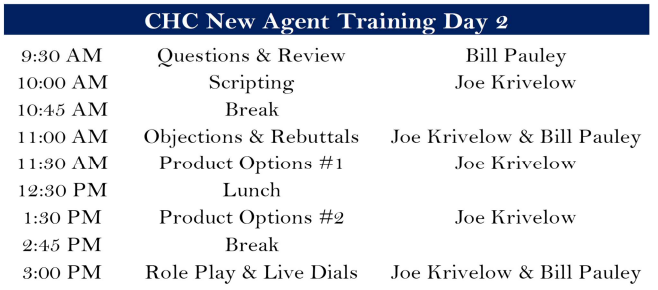 CHC New Agent Training Day 2
9:30 AM Questions & Review Bill Pauley
10:00 AM Scripting Joe Krivelow
10:45 AM Break
11:00 AM Objections & Rebuttals Joe Krivelow & Bill Pauley
11:30 AM Product Options #1 Joe Krivelow
12:30 PM Lunch
1:30 PM Product Options #2 Joe Krivelow
2:45 PM Break
3:00 PM Role Play & Live Dials Joe Krivelow & Bill Pauley